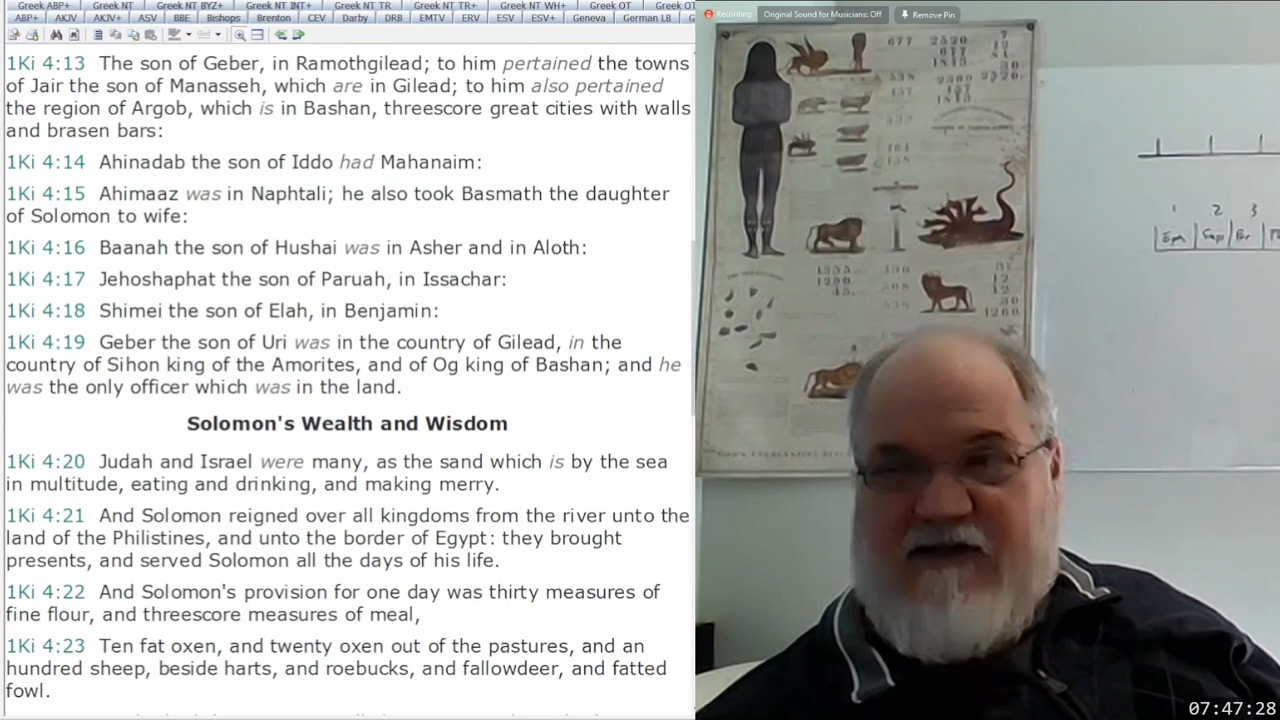 Greek ABP+ Greek NT Greek NT BYZ+ Greek NT INT+ Greek NT TR Greek NT TR+ Greek NT WH+ Greek OT Greek OT
ABP+ AKJV AKJV+ ASV BBE Bishops Brenton CEV Darby DRB EMTV ERV ESV ESV+ Geneva German LB G
1Ki 4:13 The son of Geber, in Ramothgilead; to him pertained the towns
of Jair the son of Manasseh, which are in Gilead; to him also pertained
the region of Argob, which is in Bashan, threescore great cities with walls
and brasen bars:
1Ki 4:14 Ahinadab the son of Iddo had Mahanaim:
1Ki 4:15 Ahimaaz was in Naphtali; he also took Basmath the daughter
of Solomon to wife:
1Ki 4:16 Baanah the son of Hushai was in Asher and in Aloth:
1Ki 4:17 Jehoshaphat the son of Paruah, in Issachar:
1Ki 4:18 Shimei the son of Elah, in Benjamin:
1Ki 4:19 Geber the son of Uri was in the country of Gilead, in the
country of Sihon king of the Amorites, and of Og king of Bashan; and he
was the only officer which was in the land.
Solomon's Wealth and Wisdom
1Ki 4:20 Judah and Israel were many, as the sand which is by the sea
in multitude, eating and drinking, and making merry.
1Ki 4:21 And Solomon reigned over all kingdoms from the river unto the
land of the Philistines, and unto the border of Egypt: they brought
presents, and served Solomon all the days of his life.
1Ki 4:22 And Solomon's provision for one day was thirty measures of
fine flour, and threescore measures of meal,
1Ki 4:23 Ten fat oxen, and twenty oxen out of the pastures, and an
hundred sheep, beside harts, and roebucks, and fallowdeer, and fatted
fowl.
Recording Original Sound for Musicians: Off Remove Pin
677 2520
677
1843
538
1335
1290
45
508
538
12
12
30
1260
1 2 3
07:47:28